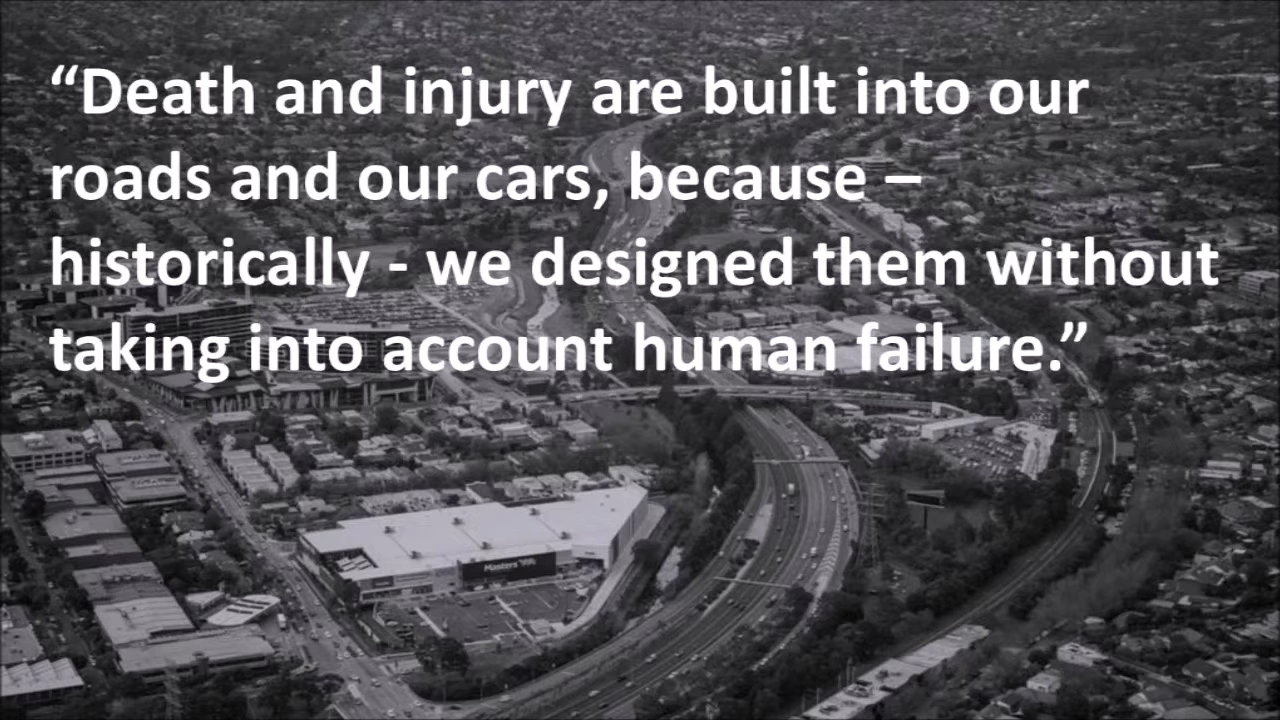 “Death and injury are built into our
roads and our cars, because –
historically - we designed them without
taking into account human failure.”
Masters